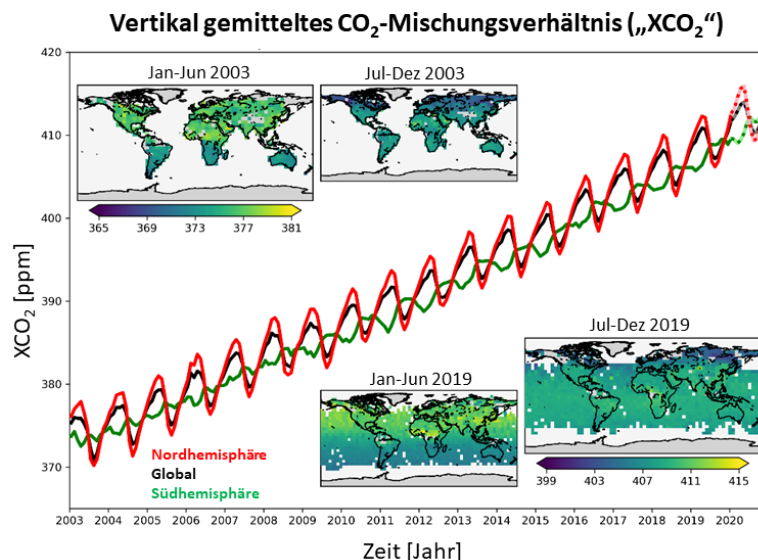 Vertikal gemitteltes CO₂-Mischungsverhältnis („XCO₂“)
420
410
400
390
380
370
XCO₂ [ppm]
Jan-Jun 2003
Jul-Dez 2003
365 369 373 377 381
Jul-Dez 2019
Jan-Jun 2019
399 403 407 411 415
Nordhemisphäre
Global
Südhemisphäre
2003 2004 2005 2006 2007 2008 2009 2010 2011 2012 2013 2014 2015 2016 2017 2018 2019 2020
Zeit [Jahr]